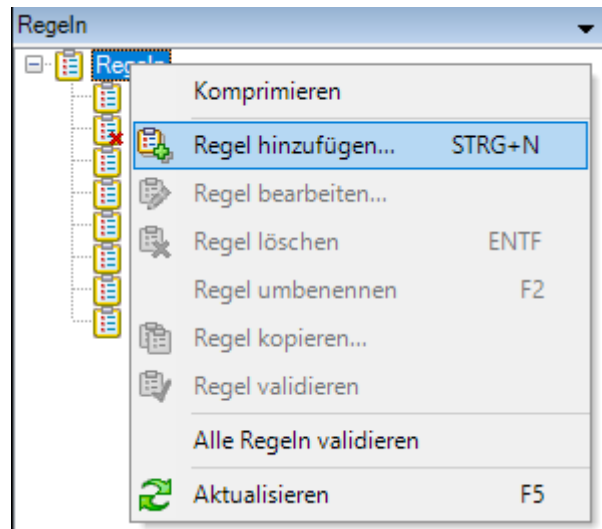 Regeln
Regeln
Komprimieren
Regel hinzufügen... STRG+N
Regel bearbeiten...
Regel löschen ENTF
Regel umbenennen F2
Regel kopieren...
Regel validieren
Alle Regeln validieren
Aktualisieren F5